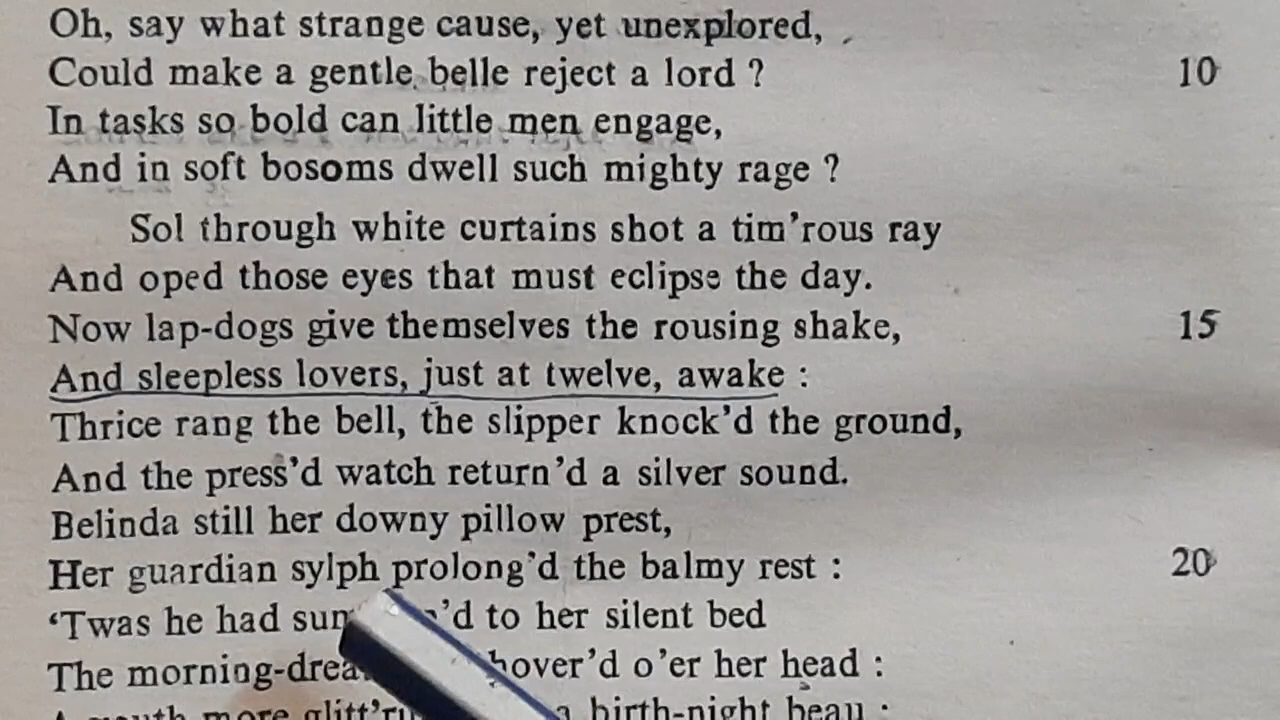 Oh, say what strange cause, yet unexplored,
Could make a gentle belle reject a lord ? 10
In tasks so bold can little men engage,
And in soft bosoms dwell such mighty rage ?
Sol through white curtains shot a tim’rous ray
And oped those eyes that must eclipse the day.
Now lap-dogs give themselves the rousing shake, 15
And sleepless lovers, just at twelve, awake :
Thrice rang the bell, the slipper knock’d the ground,
And the press’d watch return’d a silver sound.
Belinda still her downy pillow prest,
Her guardian sylph prolong’d the balmy rest : 20
‘Twas he had to her silent bed
The hover’d o’er her head :
more a birth-night beau :